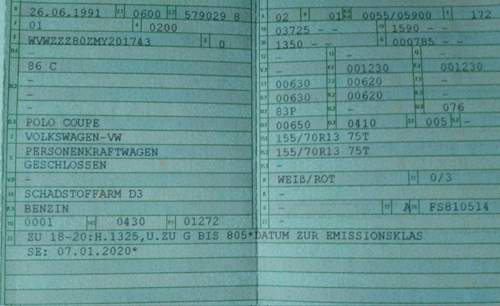 26.06.1991 0600 579029 8
01 0200
WVWZZZ80ZMY201743 0
-
86 C
-
-
POLO COUPE
VOLKSWAGEN-VW
PERSONENKRAFTWAGEN
GESCHLOSSEN
-
SCHADSTOFFARM D3
BENZIN
0001 0430 01272
ZU 18-20:H.1325,U.ZU G BIS 805*DATUM ZUR EMISSIONSKLAS
SE: 07.01.2020*
02 01 0055/05900 172
03725 - - 1590 - -
1350 - - 000785 - -
- - -
- 001230 001230
00630 00620 -
00630 00620 -
83P - 076
00650 0410 005 -
155/70R13 75T
155/70R13 75T
-
WEIß/ROT 0/3
-
- A FS810514
-